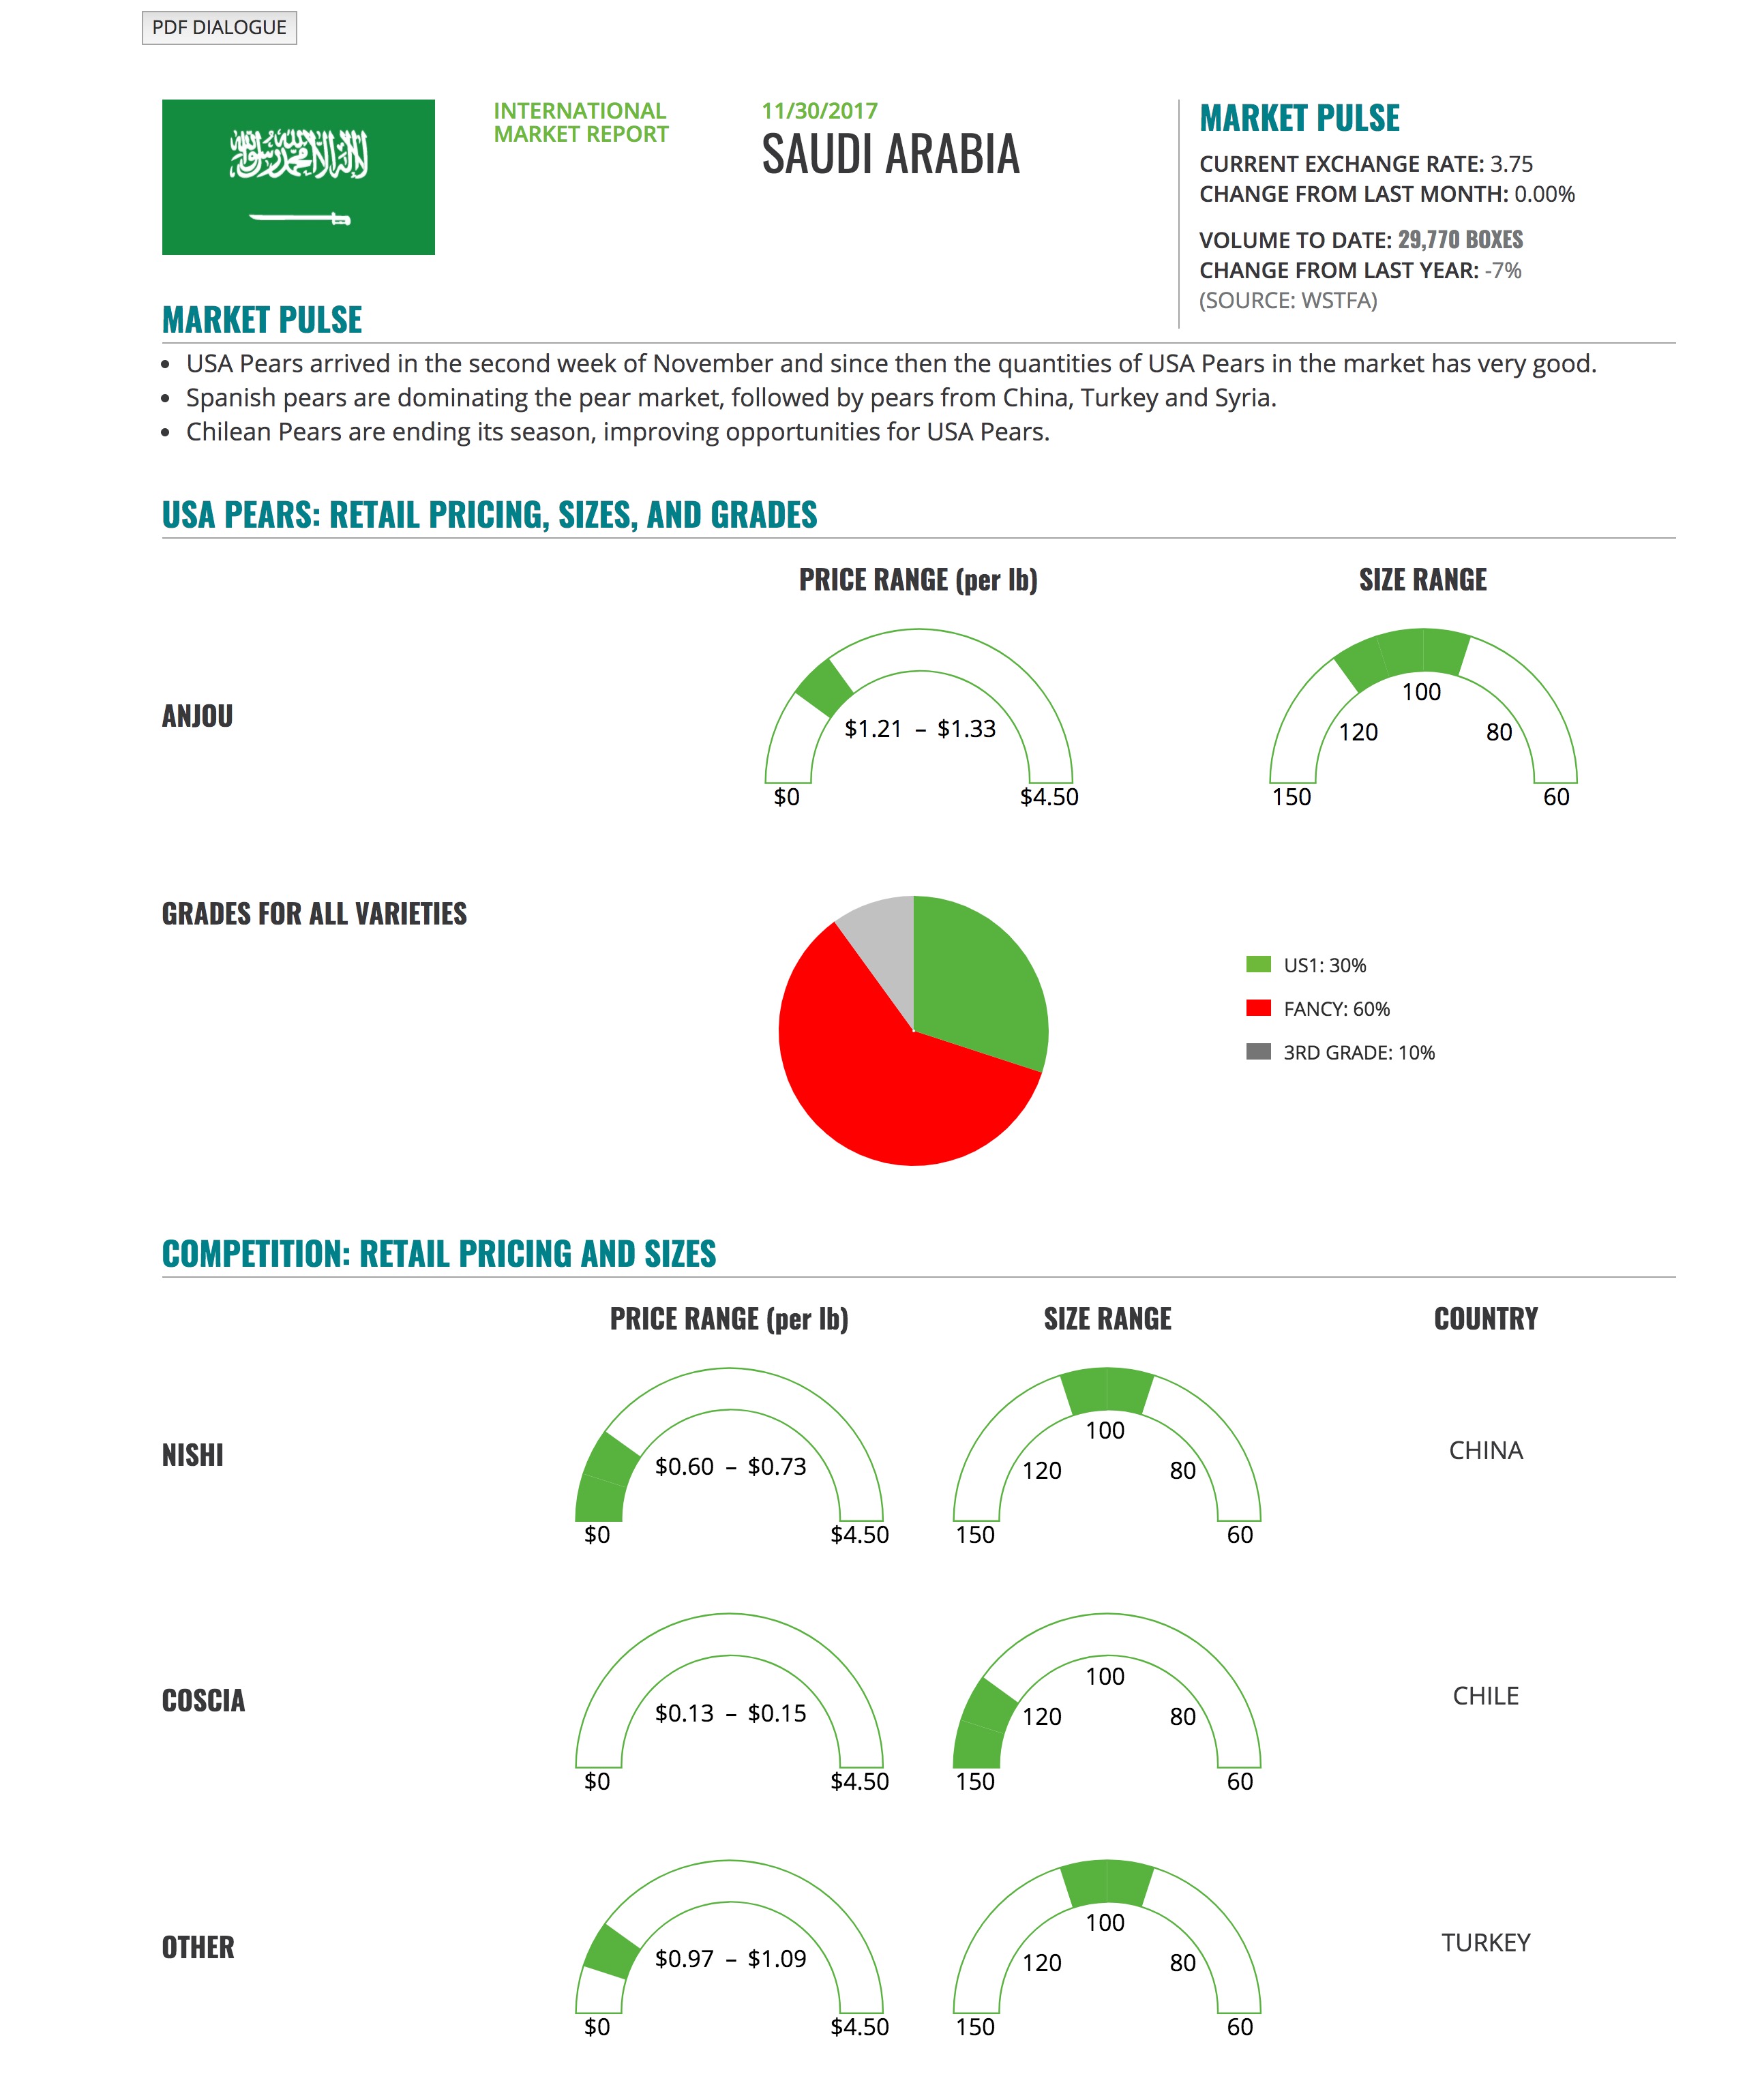 PDF DIALOGUE
لا إله إلا الله محمد رسول الله
INTERNATIONAL
MARKET REPORT
11/30/2017
SAUDI ARABIA
MARKET PULSE
CURRENT EXCHANGE RATE: 3.75
CHANGE FROM LAST MONTH: 0.00%
VOLUME TO DATE: 29,770 BOXES
CHANGE FROM LAST YEAR: -7%
(SOURCE: WSTFA)
MARKET PULSE
• USA Pears arrived in the second week of November and since then the quantities of USA Pears in the market has very good.
• Spanish pears are dominating the pear market, followed by pears from China, Turkey and Syria.
• Chilean Pears are ending its season, improving opportunities for USA Pears.
USA PEARS: RETAIL PRICING, SIZES, AND GRADES
PRICE RANGE (per lb) SIZE RANGE
ANJOU
$1.21 – $1.33
$0 $4.50
100
120 80
150 60
GRADES FOR ALL VARIETIES
US1: 30%
FANCY: 60%
3RD GRADE: 10%
COMPETITION: RETAIL PRICING AND SIZES
PRICE RANGE (per lb) SIZE RANGE COUNTRY
NISHI
$0.60 – $0.73
$0 $4.50
100
120 80
150 60
CHINA
COSCIA
$0.13 – $0.15
$0 $4.50
100
120 80
150 60
CHILE
OTHER
$0.97 – $1.09
$0 $4.50
100
120 80
150 60
TURKEY